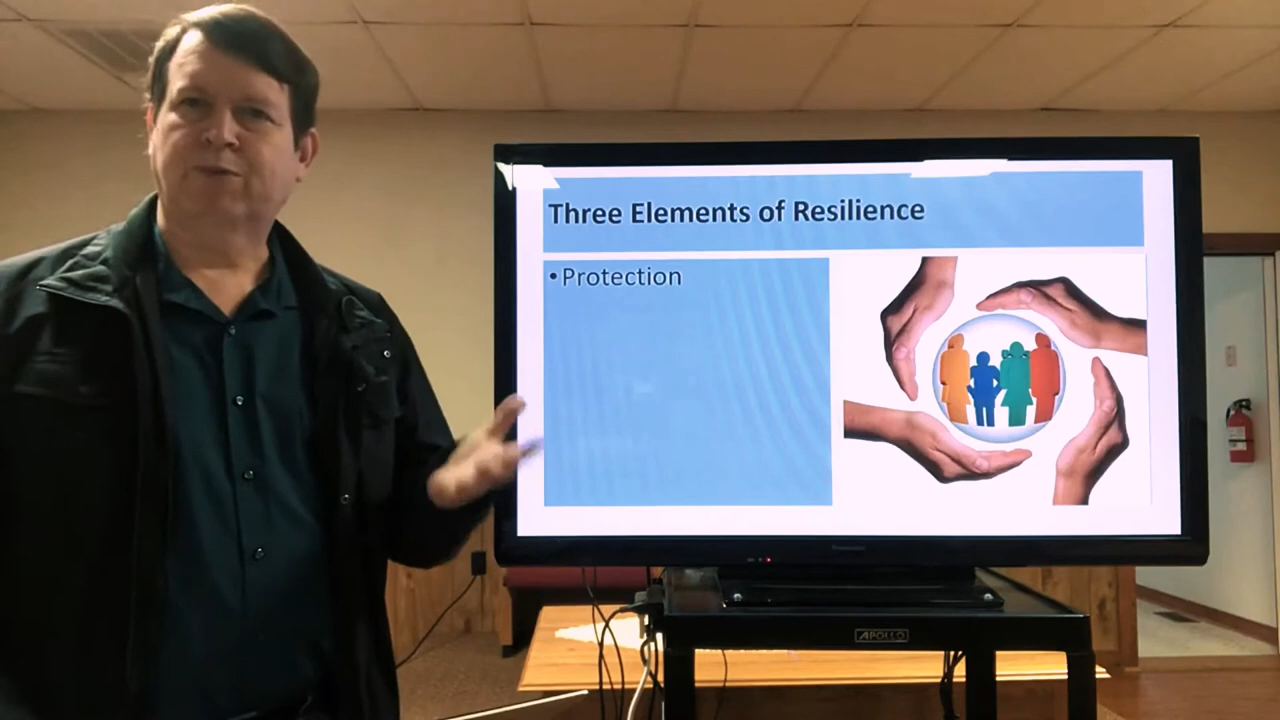 Three Elements of Resilience
• Protection
APOLLO